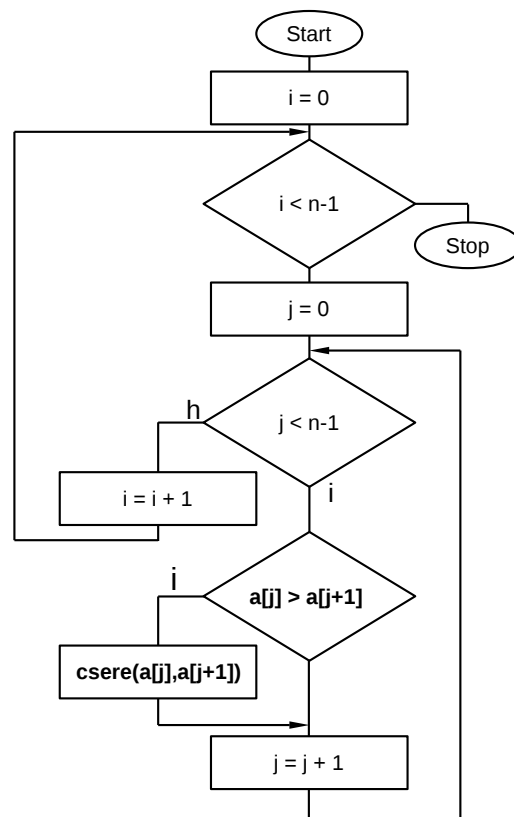 Start
i = 0
i < n-1
Stop
j = 0
h
j < n-1
i = i + 1
i
i
a[j] > a[j+1]
csere(a[j],a[j+1])
j = j + 1